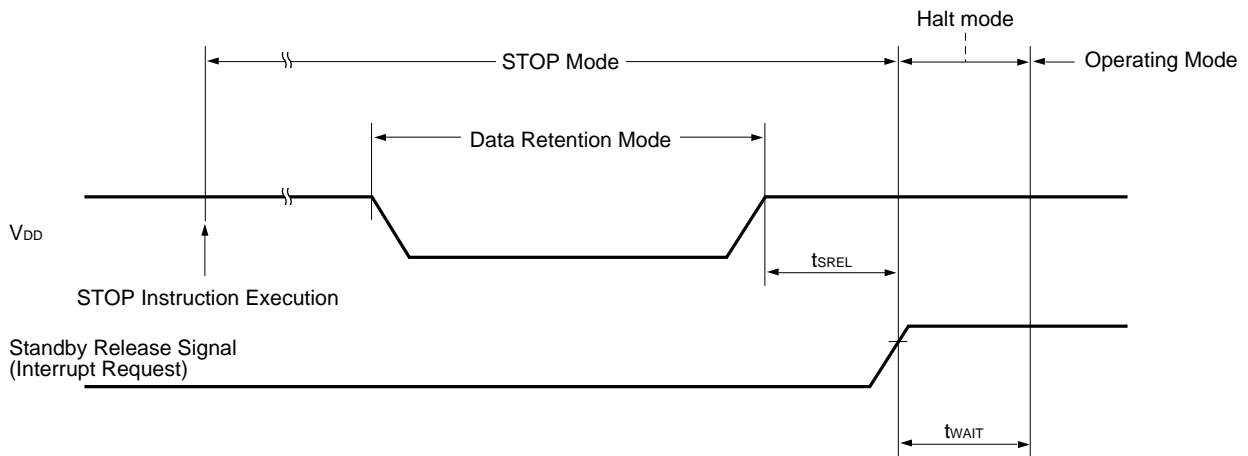 Halt mode
STOP Mode
Operating Mode
Data Retention Mode
VDD
tSREL
STOP Instruction Execution
Standby Release Signal
(Interrupt Request)
tWAIT